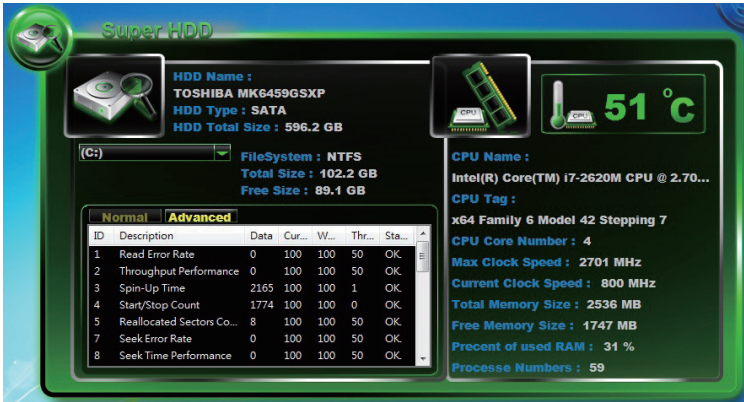 Super HDD
HDD Name :
TOSHIBA MK6459GSXP
HDD Type : SATA
HDD Total Size : 596.2 GB
(C:)
FileSystem : NTFS
Total Size : 102.2 GB
Free Size : 89.1 GB
Normal Advanced
ID Description Data Cur... W... Thr... Sta...
1 Read Error Rate 0 100 100 50 OK.
2 Throughput Performance 0 100 100 50 OK.
3 Spin-Up Time 2165 100 100 1 OK.
4 Start/Stop Count 1774 100 100 0 OK.
5 Reallocated Sectors Co... 8 100 100 50 OK.
7 Seek Error Rate 0 100 100 50 OK.
8 Seek Time Performance 0 100 100 50 OK.
CPU
CPU
51 °C
CPU Name :
Intel(R) Core(TM) i7-2620M CPU @ 2.70...
CPU Tag :
x64 Family 6 Model 42 Stepping 7
CPU Core Number : 4
Max Clock Speed : 2701 MHz
Current Clock Speed : 800 MHz
Total Memory Size : 2536 MB
Free Memory Size : 1747 MB
Precent of used RAM : 31 %
Processe Numbers : 59